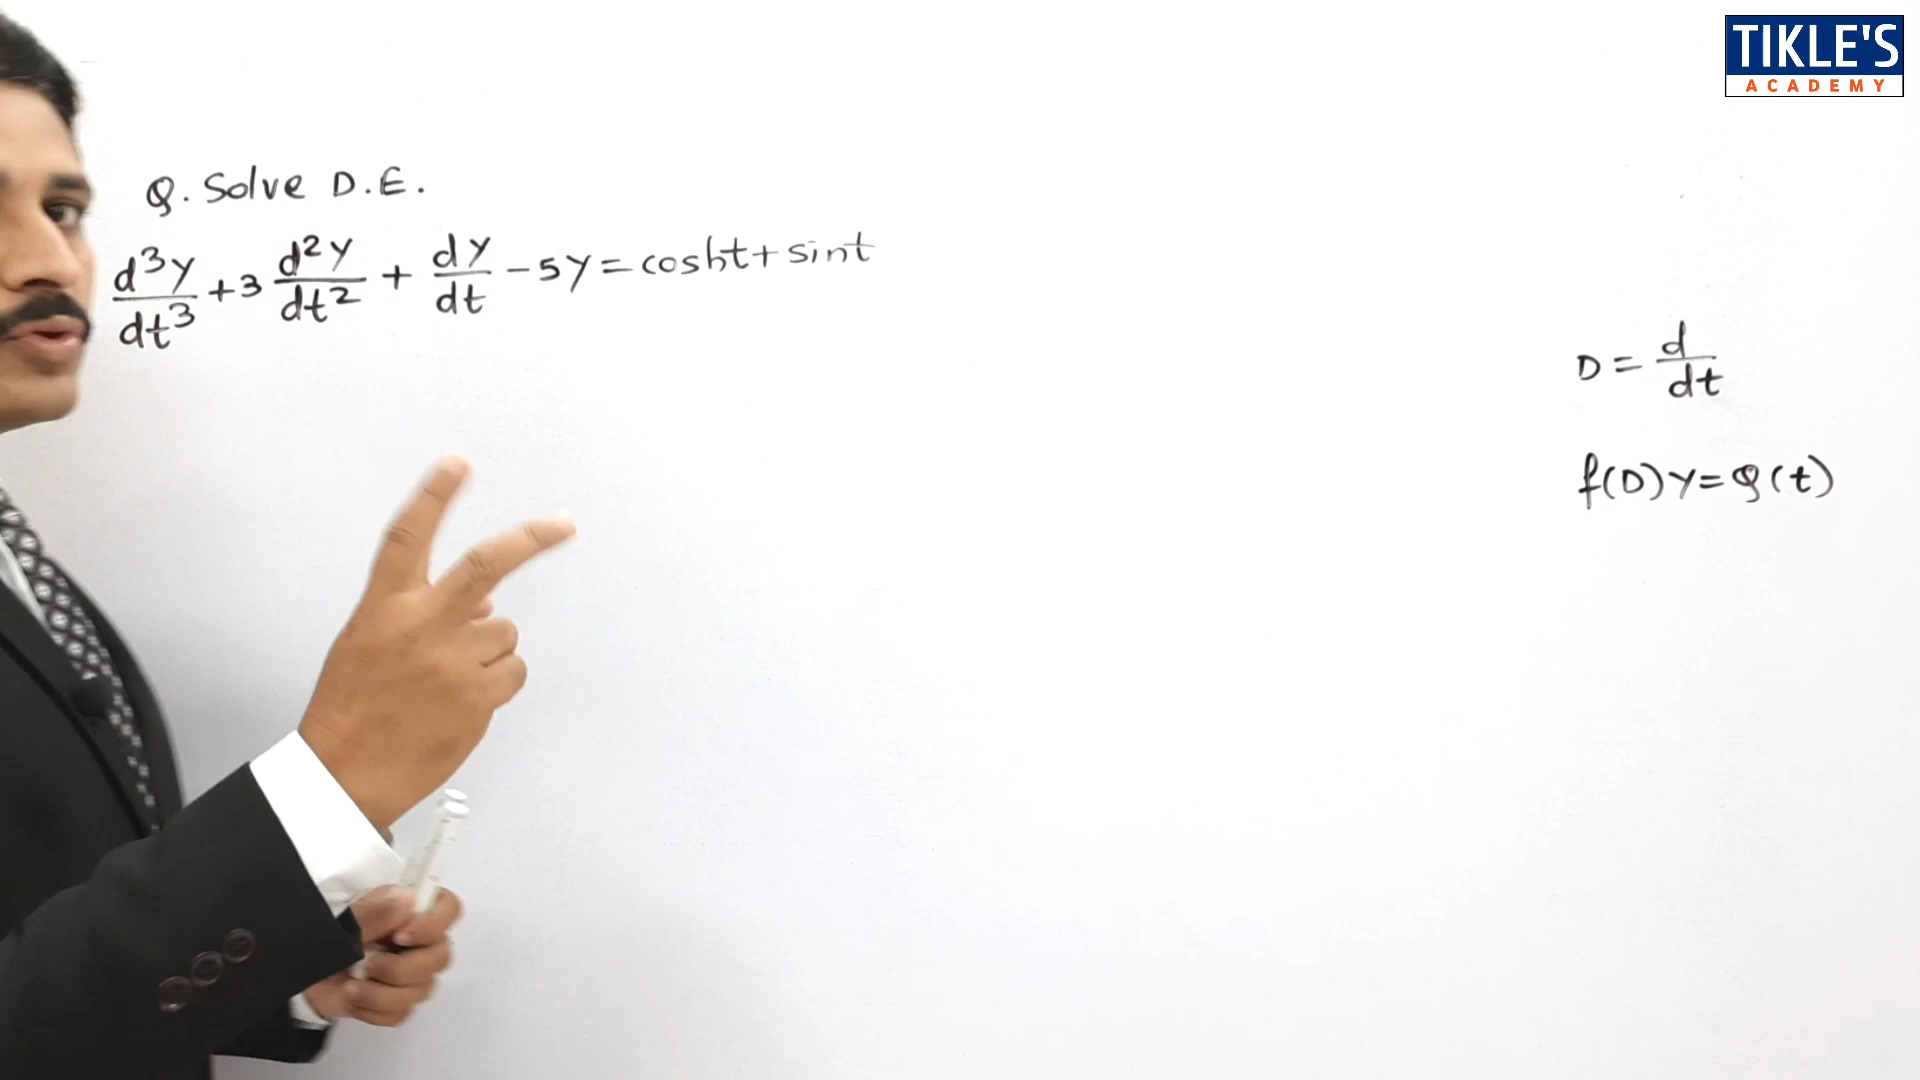 TIKLE'S
ACADEMY
Q. Solve D.E.
d³y/dt³ + 3 d²y/dt² + dy/dt - 5y = cosht + sint
D = d/dt
f(D)y = Q(t)